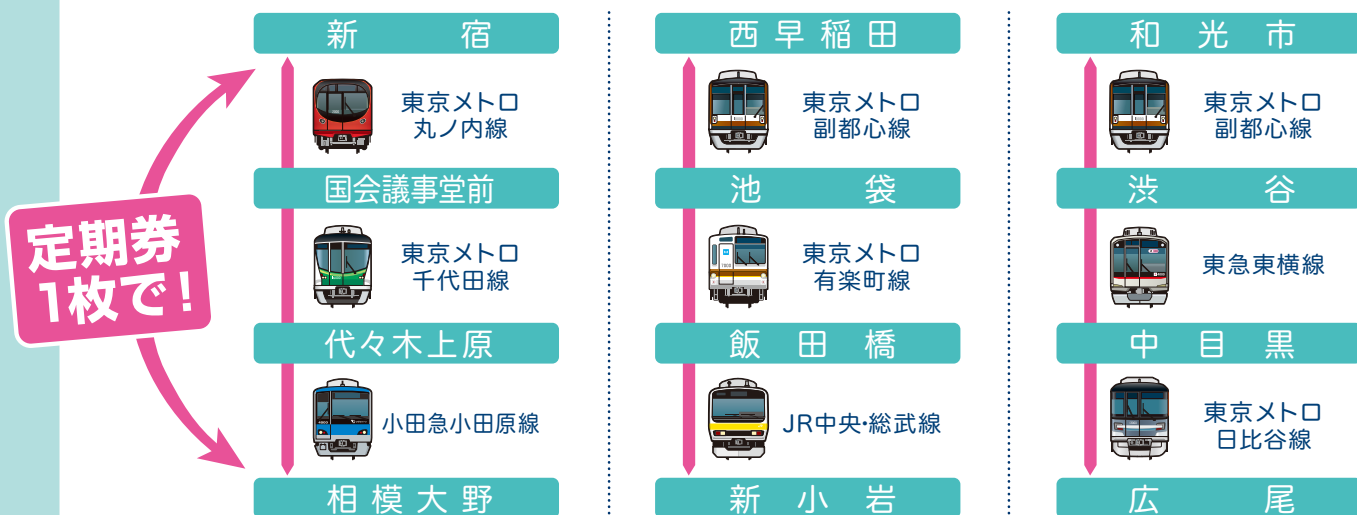 定期券
1枚で!
新宿
東京メトロ
丸ノ内線
国会議事堂前
東京メトロ
千代田線
代々木上原
小田急小田原線
相模大野
西早稲田
東京メトロ
副都心線
池袋
東京メトロ
有楽町線
飯田橋
JR中央・総武線
新小岩
和光市
東京メトロ
副都心線
渋谷
東急東横線
中目黒
東京メトロ
日比谷線
広尾